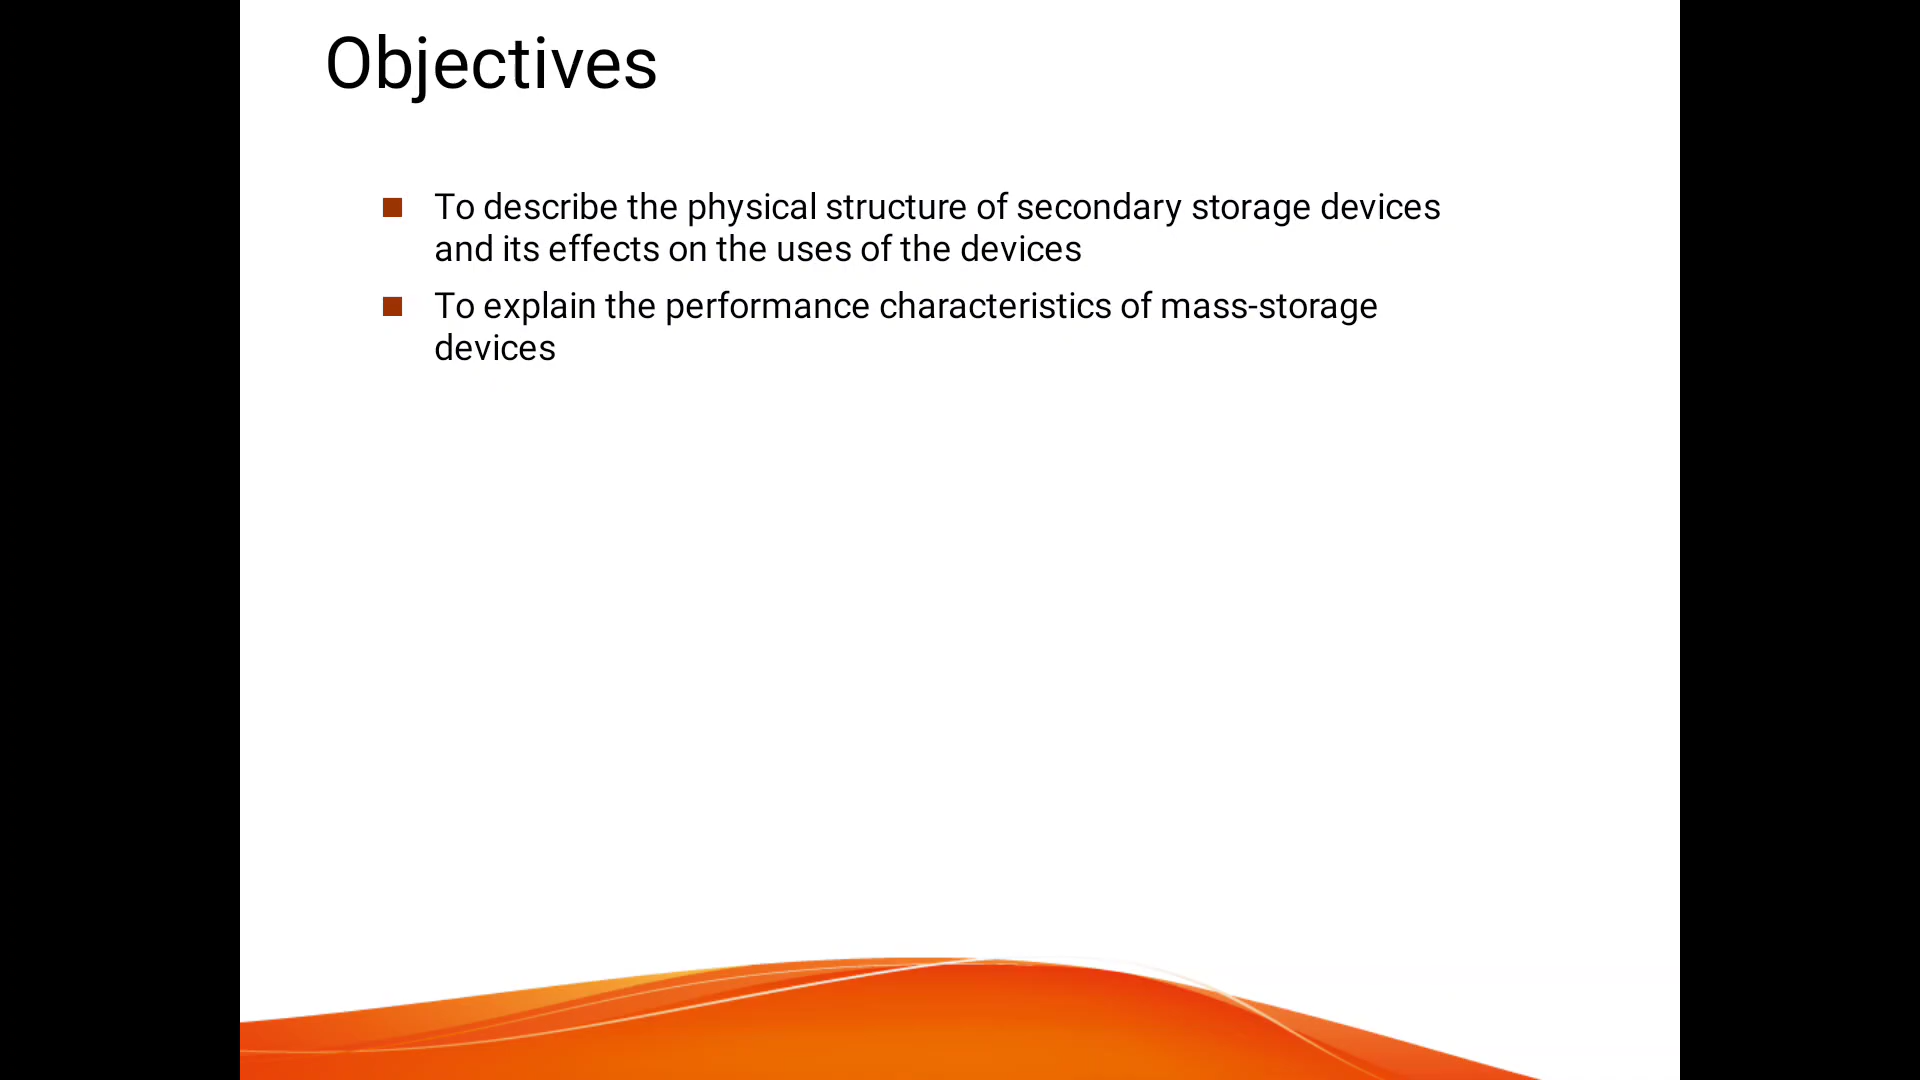 Objectives
To describe the physical structure of secondary storage devices
and its effects on the uses of the devices
To explain the performance characteristics of mass-storage
devices